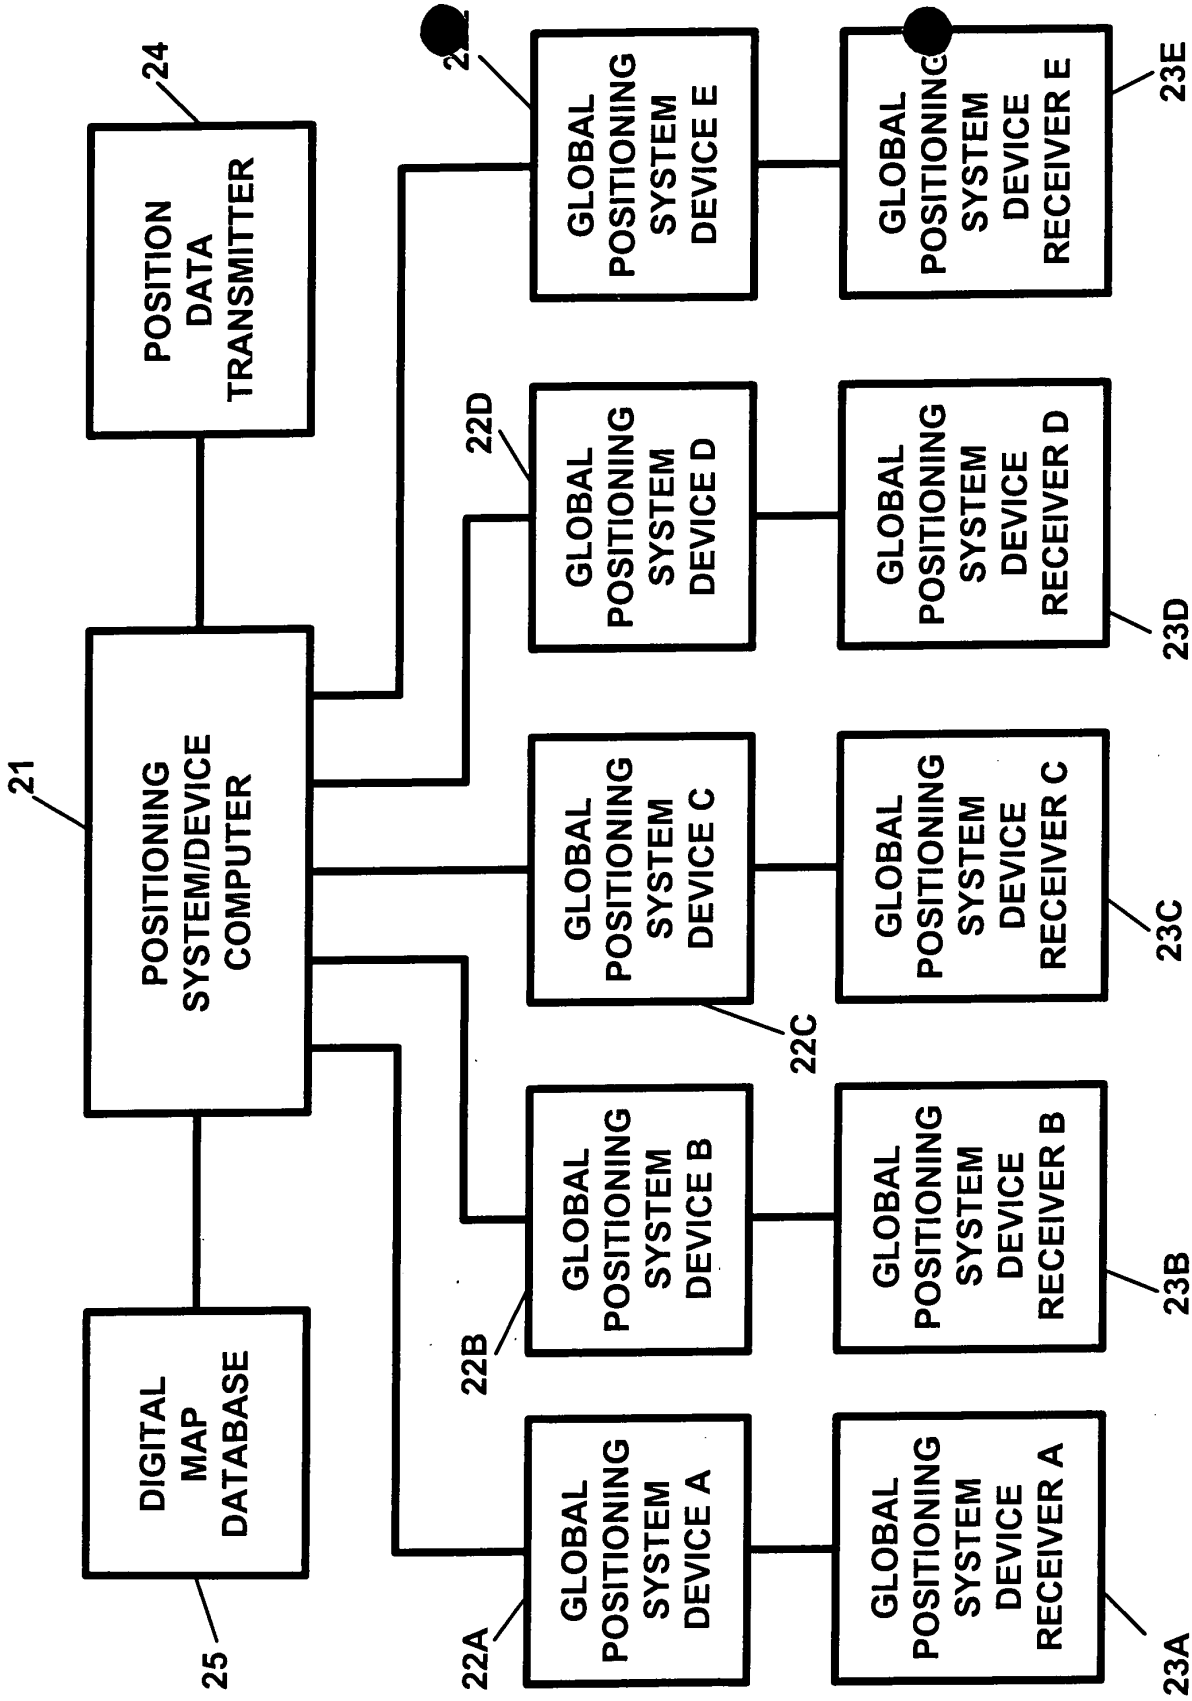 21
24
DIGITAL
MAP
DATABASE
25
POSITIONING
SYSTEM/DEVICE
COMPUTER
POSITION
DATA
TRANSMITTER
22A
GLOBAL
POSITIONING
SYSTEM
DEVICE A
22B
GLOBAL
POSITIONING
SYSTEM
DEVICE B
GLOBAL
POSITIONING
SYSTEM
DEVICE C
22C
22D
GLOBAL
POSITIONING
SYSTEM
DEVICE D
GLOBAL
POSITIONING
SYSTEM
DEVICE E
GLOBAL
POSITIONING
SYSTEM
DEVICE
RECEIVER A
23A
GLOBAL
POSITIONING
SYSTEM
DEVICE
RECEIVER B
23B
GLOBAL
POSITIONING
SYSTEM
DEVICE
RECEIVER C
23C
GLOBAL
POSITIONING
SYSTEM
DEVICE
RECEIVER D
23D
GLOBAL
POSITIONING
SYSTEM
DEVICE
RECEIVER E
23E